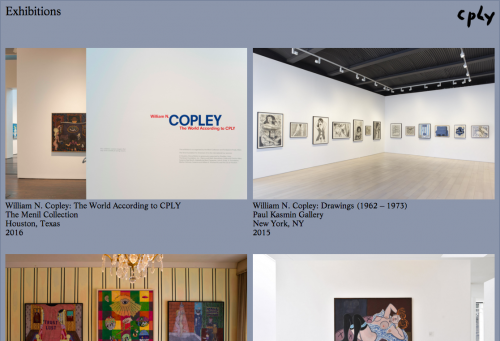 Exhibitions
cply
William N.
COPLEY
The World According to CPLY
William N. Copley: The World According to CPLY
The Menil Collection
Houston, Texas
2016
William N. Copley: Drawings (1962 – 1973)
Paul Kasmin Gallery
New York, NY
2015